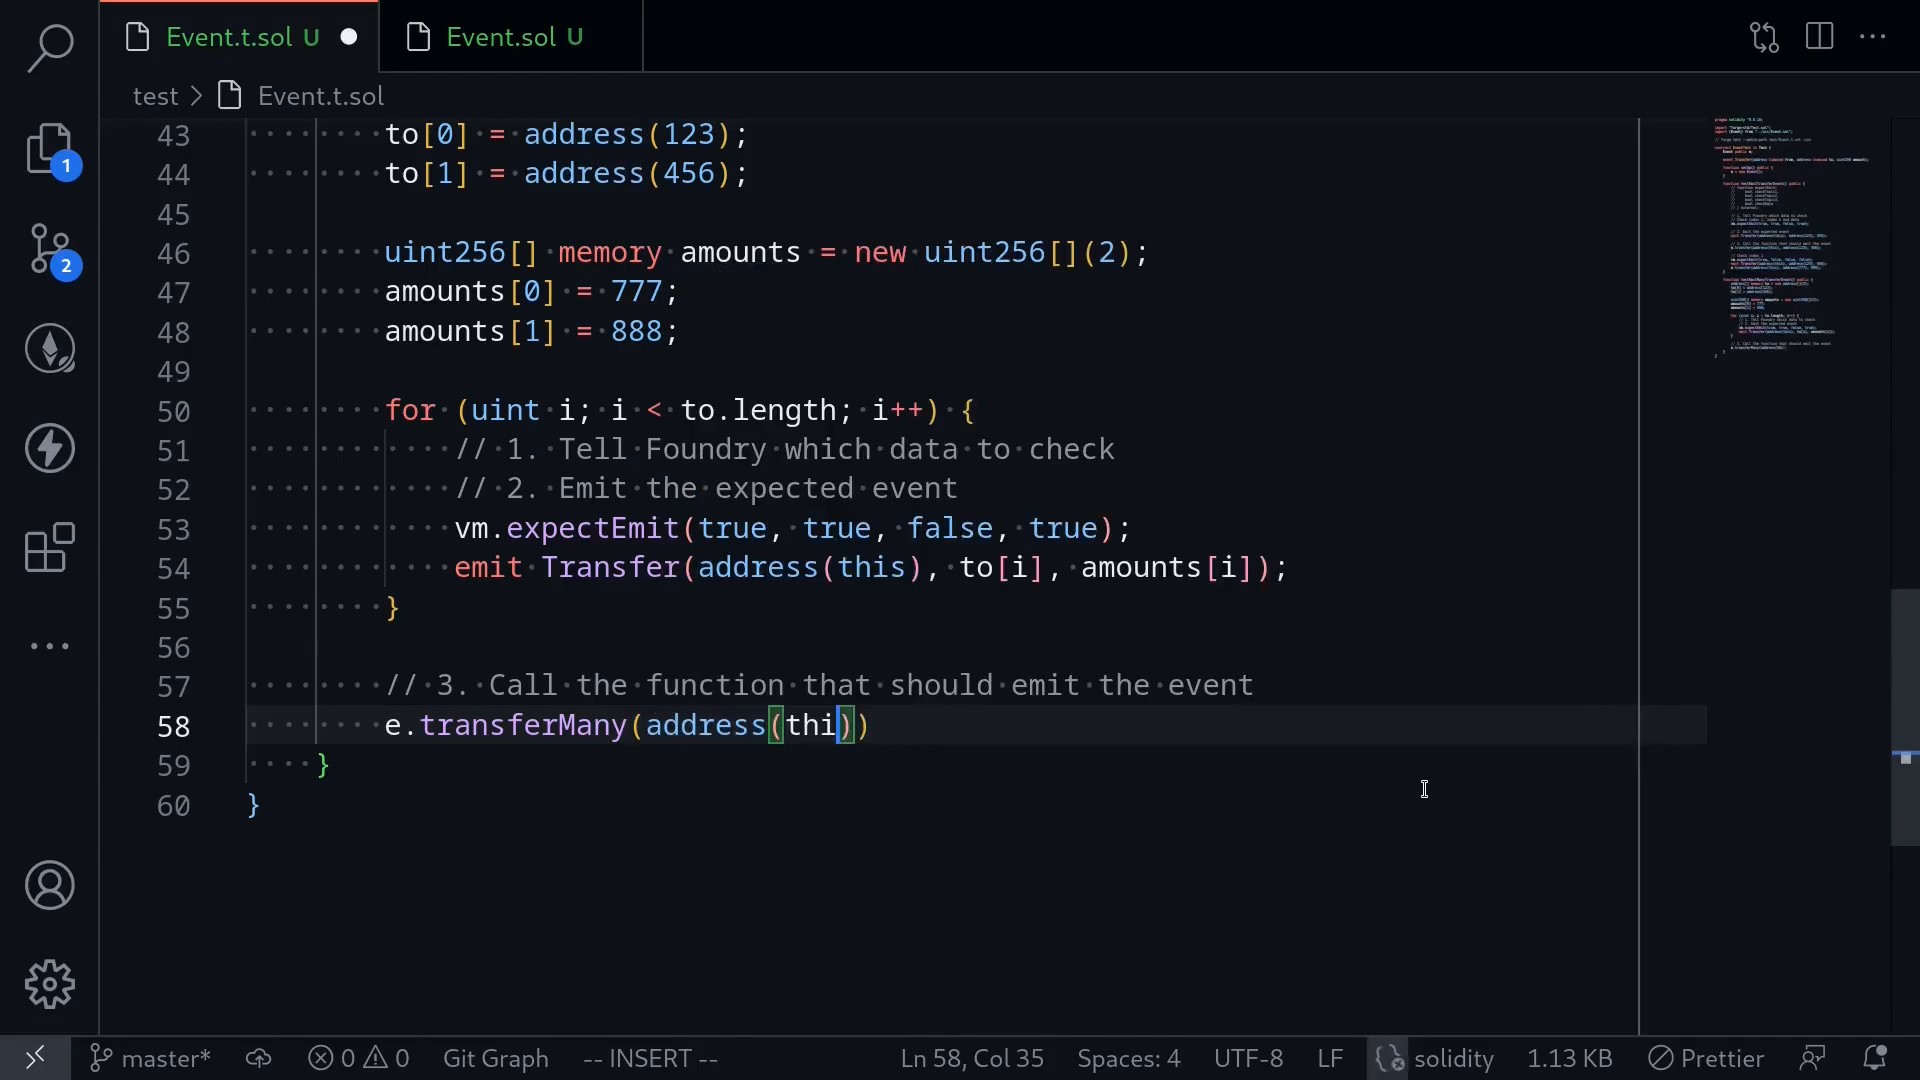 Event.t.sol U
Event.sol U
test > Event.t.sol
43 to[0] = address(123);
44 to[1] = address(456);
45
46 uint256[] memory amounts = new uint256[](2);
47 amounts[0] = 777;
48 amounts[1] = 888;
49
50 for (uint i; i < to.length; i++) {
51 // 1. Tell Foundry which data to check
52 // 2. Emit the expected event
53 vm.expectEmit(true, true, false, true);
54 emit Transfer(address(this), to[i], amounts[i]);
55 }
56
57 // 3. Call the function that should emit the event
58 e.transferMany(address(thi))
59 }
60 }
1
2
master* 0 0 Git Graph -- INSERT -- Ln 58, Col 35 Spaces: 4 UTF-8 LF solidity 1.13 KB Prettier